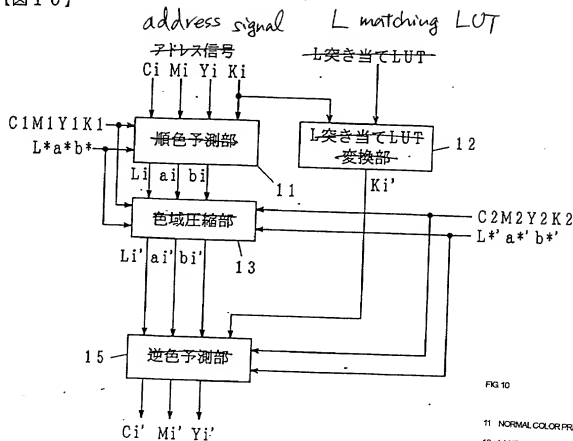 【図10】
address signal L matching LUT
アドレス信号 L突き当てLUT
Ci Mi Yi Ki
C1M1Y1K1
L*a*b*
順色予測部
11
L突き当てLUT
変換部
12
Li ai bi
Ki'
色域圧縮部
13
C2M2Y2K2
L*'a*'b*'
Li' ai' bi'
逆色予測部
15
Ci' Mi' Yi'
FIG. 10
11 NORMAL COLOR